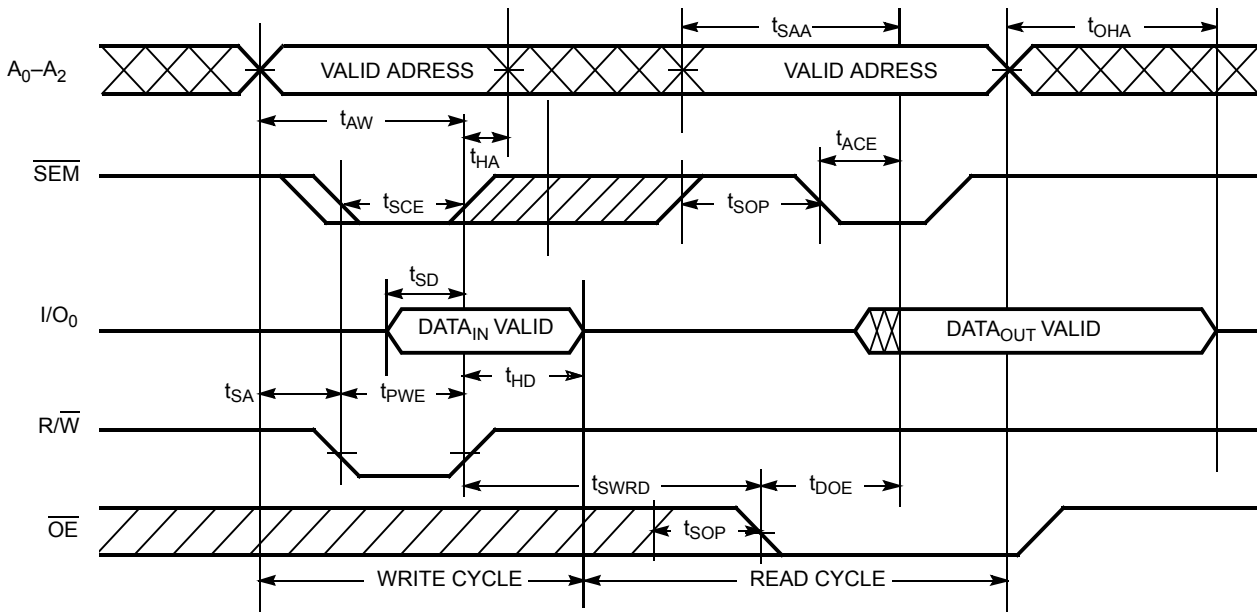 tSAA
tOHA
A0–A2
VALID ADRESS
VALID ADRESS
tAW
tHA
tACE
SEM
tSCE
tSOP
tSD
I/O0
DATAIN VALID
DATAOUT VALID
tSA
tPWE
tHD
R/W
tSWRD
tDOE
OE
tSOP
WRITE CYCLE
READ CYCLE